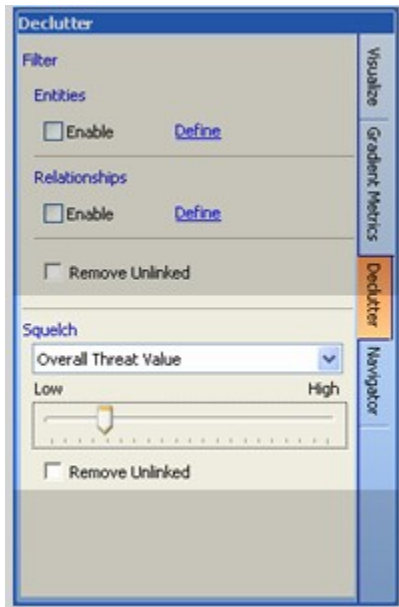 Declutter
Filter
Entities
Enable Define
Relationships
Enable Define
Remove Unlinked
Squelch
Overall Threat Value
Low High
Remove Unlinked
Visualize
Gradient Metrics
Declutter
Navigator